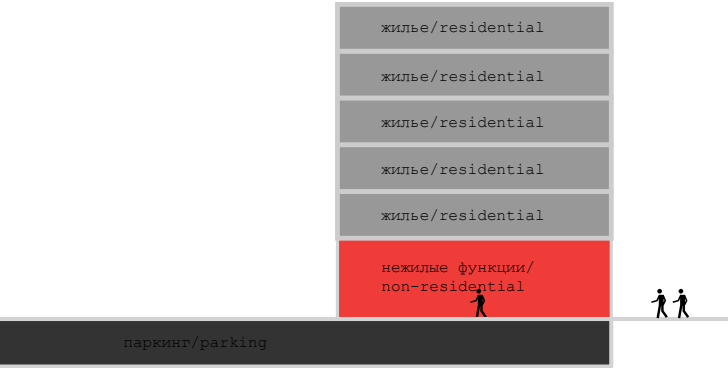 жилье/residential
жилье/residential
жилье/residential
жилье/residential
жилье/residential
нежилые функции/
non-residential
паркинг/parking